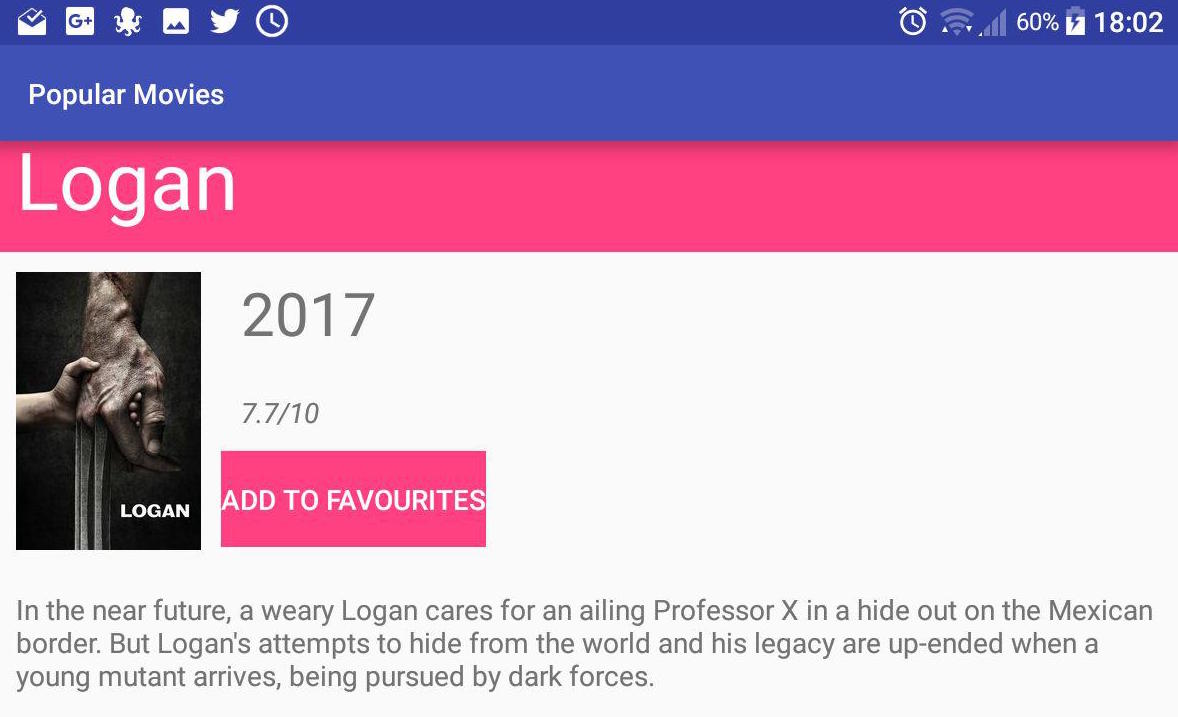 G+ 60% 18:02
Popular Movies
Logan
2017
7.7/10
LOGAN
ADD TO FAVOURITES
In the near future, a weary Logan cares for an ailing Professor X in a hide out on the Mexican
border. But Logan's attempts to hide from the world and his legacy are up-ended when a
young mutant arrives, being pursued by dark forces.